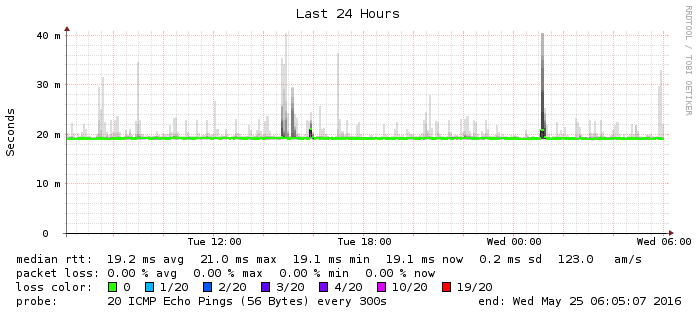 Last 24 Hours
RRDTOOL / TOBI OETIKER
Seconds
40 m
30 m
20 m
10 m
0
Tue 12:00 Tue 18:00 Wed 00:00 Wed 06:00
median rtt: 19.2 ms avg 21.0 ms max 19.1 ms min 19.1 ms now 0.2 ms sd 123.0 am/s
packet loss: 0.00 % avg 0.00 % max 0.00 % min 0.00 % now
loss color: 0 1/20 2/20 3/20 4/20 10/20 19/20
probe: 20 ICMP Echo Pings (56 Bytes) every 300s end: Wed May 25 06:05:07 2016